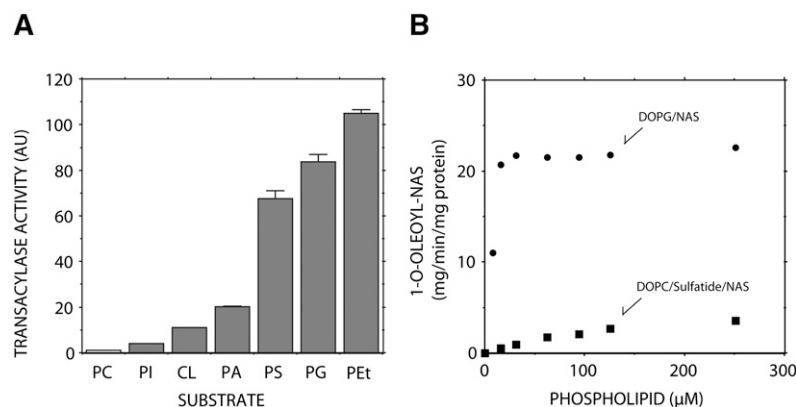 A
TRANSACYLASE ACTIVITY (AU)
120
100
80
60
40
20
0
PC PI CL PA PS PG PEt
SUBSTRATE
B
1-O-OLEOYL-NAS
(mg/min/mg protein)
30
20
10
0
DOPG/NAS
DOPC/Sulfatide/NAS
0 100 200 300
PHOSPHOLIPID (μM)